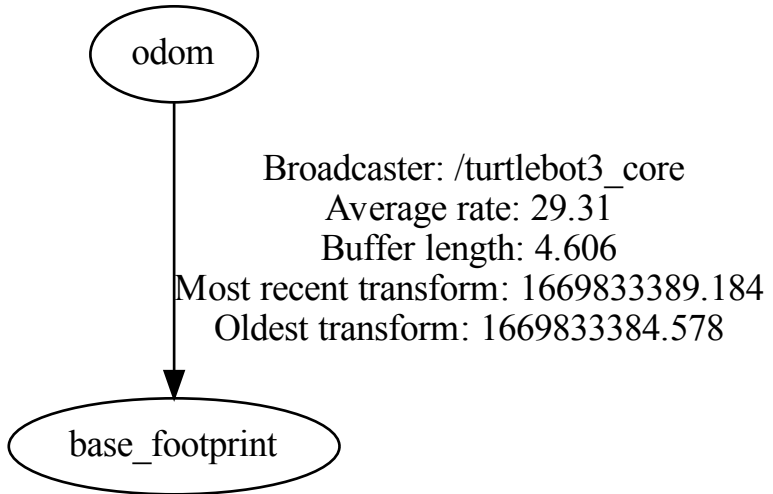 odom
Broadcaster: /turtlebot3_core
Average rate: 29.31
Buffer length: 4.606
Most recent transform: 1669833389.184
Oldest transform: 1669833384.578
base_footprint